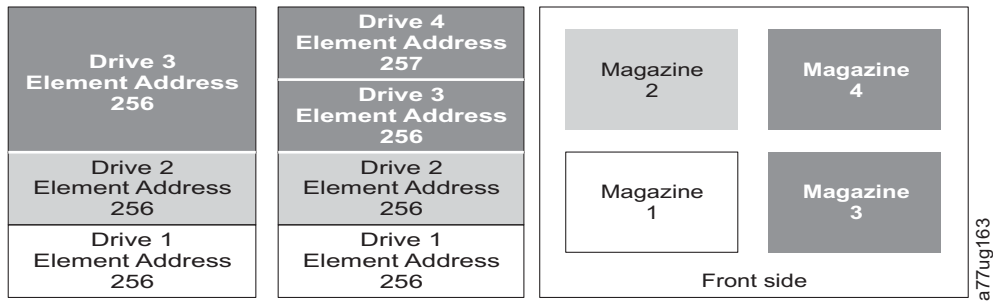 Drive 3
Element Address
256
Drive 2
Element Address
256
Drive 1
Element Address
256
Drive 4
Element Address
257
Drive 3
Element Address
256
Drive 2
Element Address
256
Drive 1
Element Address
256
Magazine
2
Magazine
4
Magazine
1
Magazine
3
Front side
a77ug163